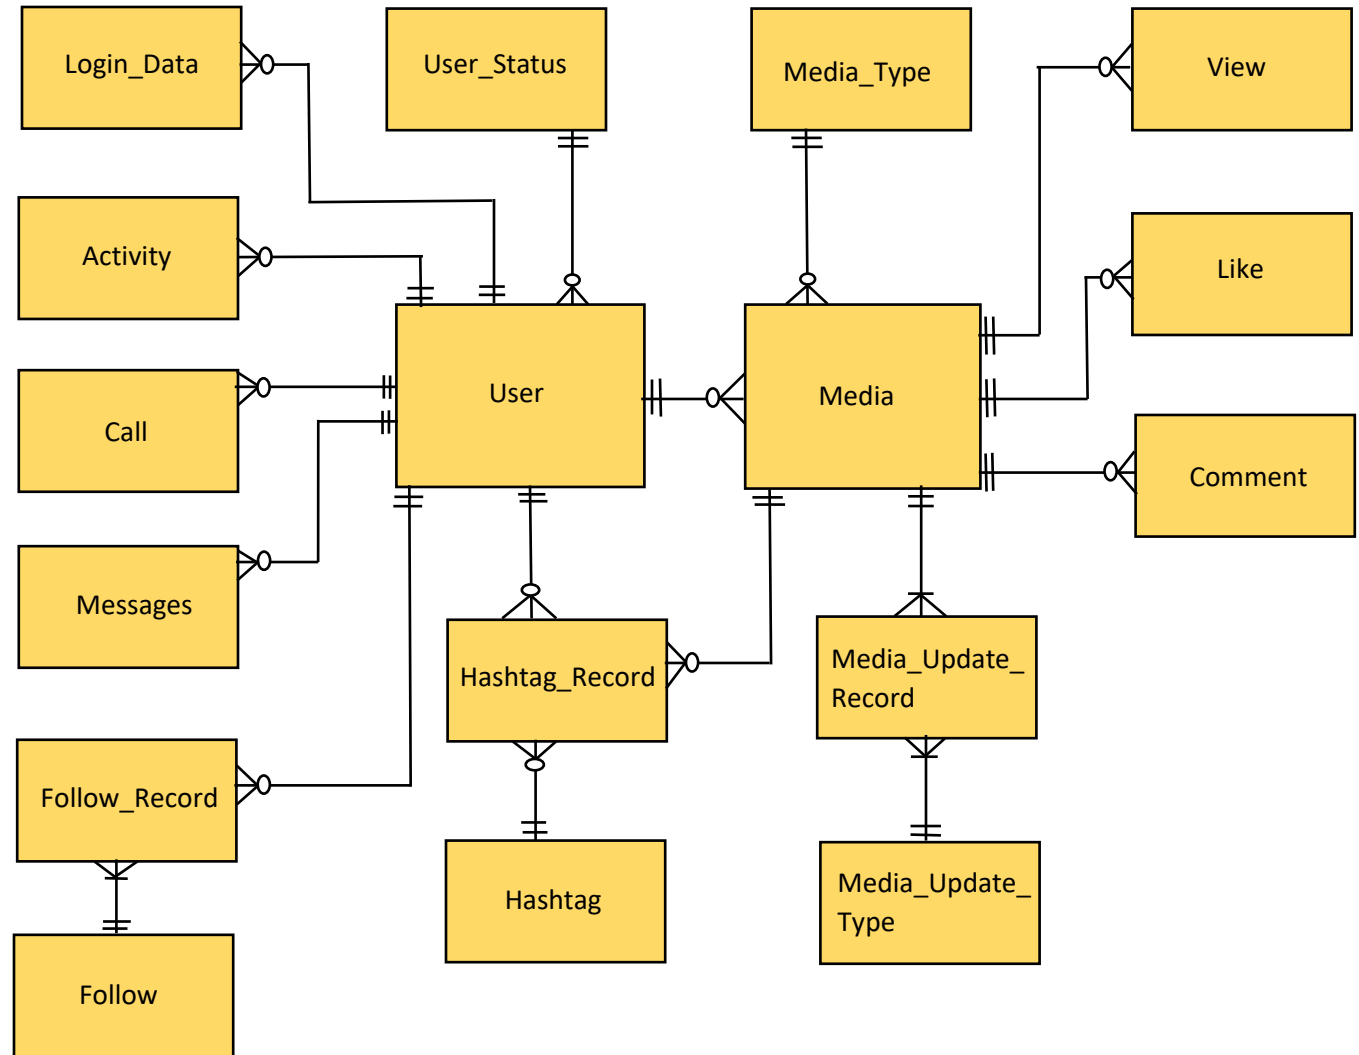 Login_Data
User_Status
Media_Type
View
Activity
Like
User
Media
Call
Comment
Messages
Hashtag_Record
Media_Update_
Record
Follow_Record
Hashtag
Media_Update_
Type
Follow